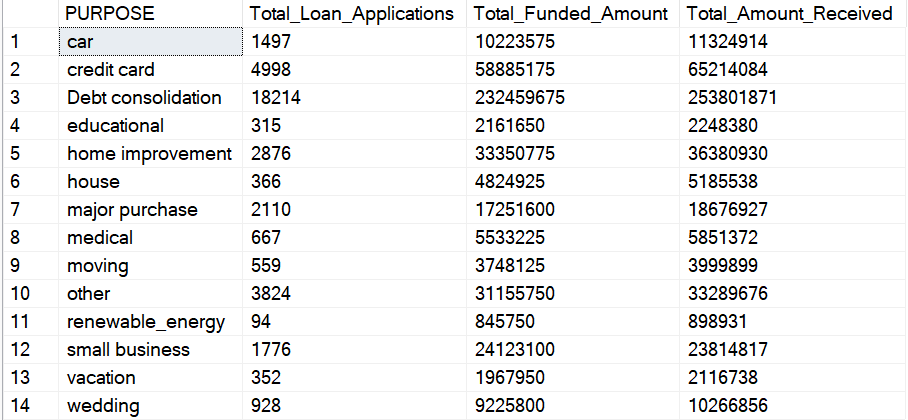 PURPOSE Total_Loan_Applications Total_Funded_Amount Total_Amount_Received
1 car 1497 10223575 11324914
2 credit card 4998 58885175 65214084
3 Debt consolidation 18214 232459675 253801871
4 educational 315 2161650 2248380
5 home improvement 2876 33350775 36380930
6 house 366 4824925 5185538
7 major purchase 2110 17251600 18676927
8 medical 667 5533225 5851372
9 moving 559 3748125 3999899
10 other 3824 31155750 33289676
11 renewable_energy 94 845750 898931
12 small business 1776 24123100 23814817
13 vacation 352 1967950 2116738
14 wedding 928 9225800 10266856